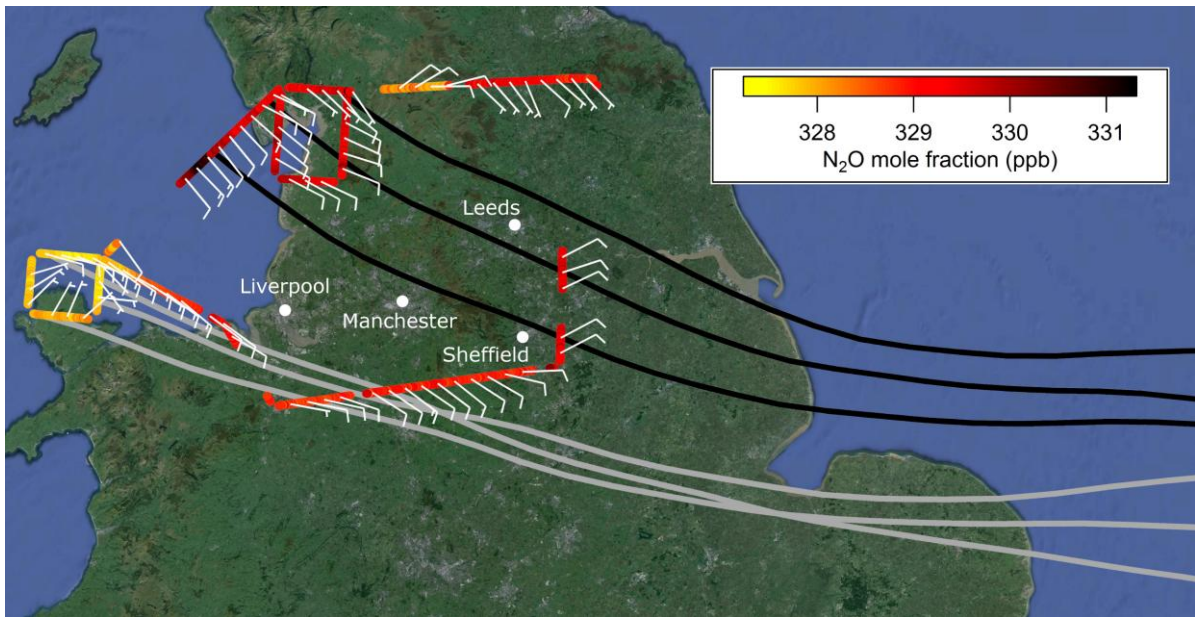 328 329 330 331
N₂O mole fraction (ppb)
Leeds
Liverpool
Manchester
Sheffield